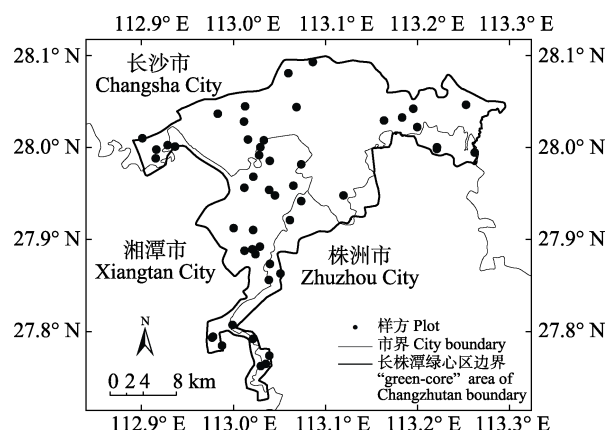 112.9° E 113.0° E 113.1° E 113.2° E 113.3° E
28.1° N 28.1° N
长沙市
Changsha City
28.0° N 28.0° N
27.9° N 27.9° N
湘潭市
Xiangtan City
株洲市
Zhuzhou City
27.8° N 27.8° N
N
0 2 4 8 km
样方 Plot
市界 City boundary
长株潭绿心区边界
“green-core” area of
Changzhutan boundary
112.9° E 113.0° E 113.1° E 113.2° E 113.3° E